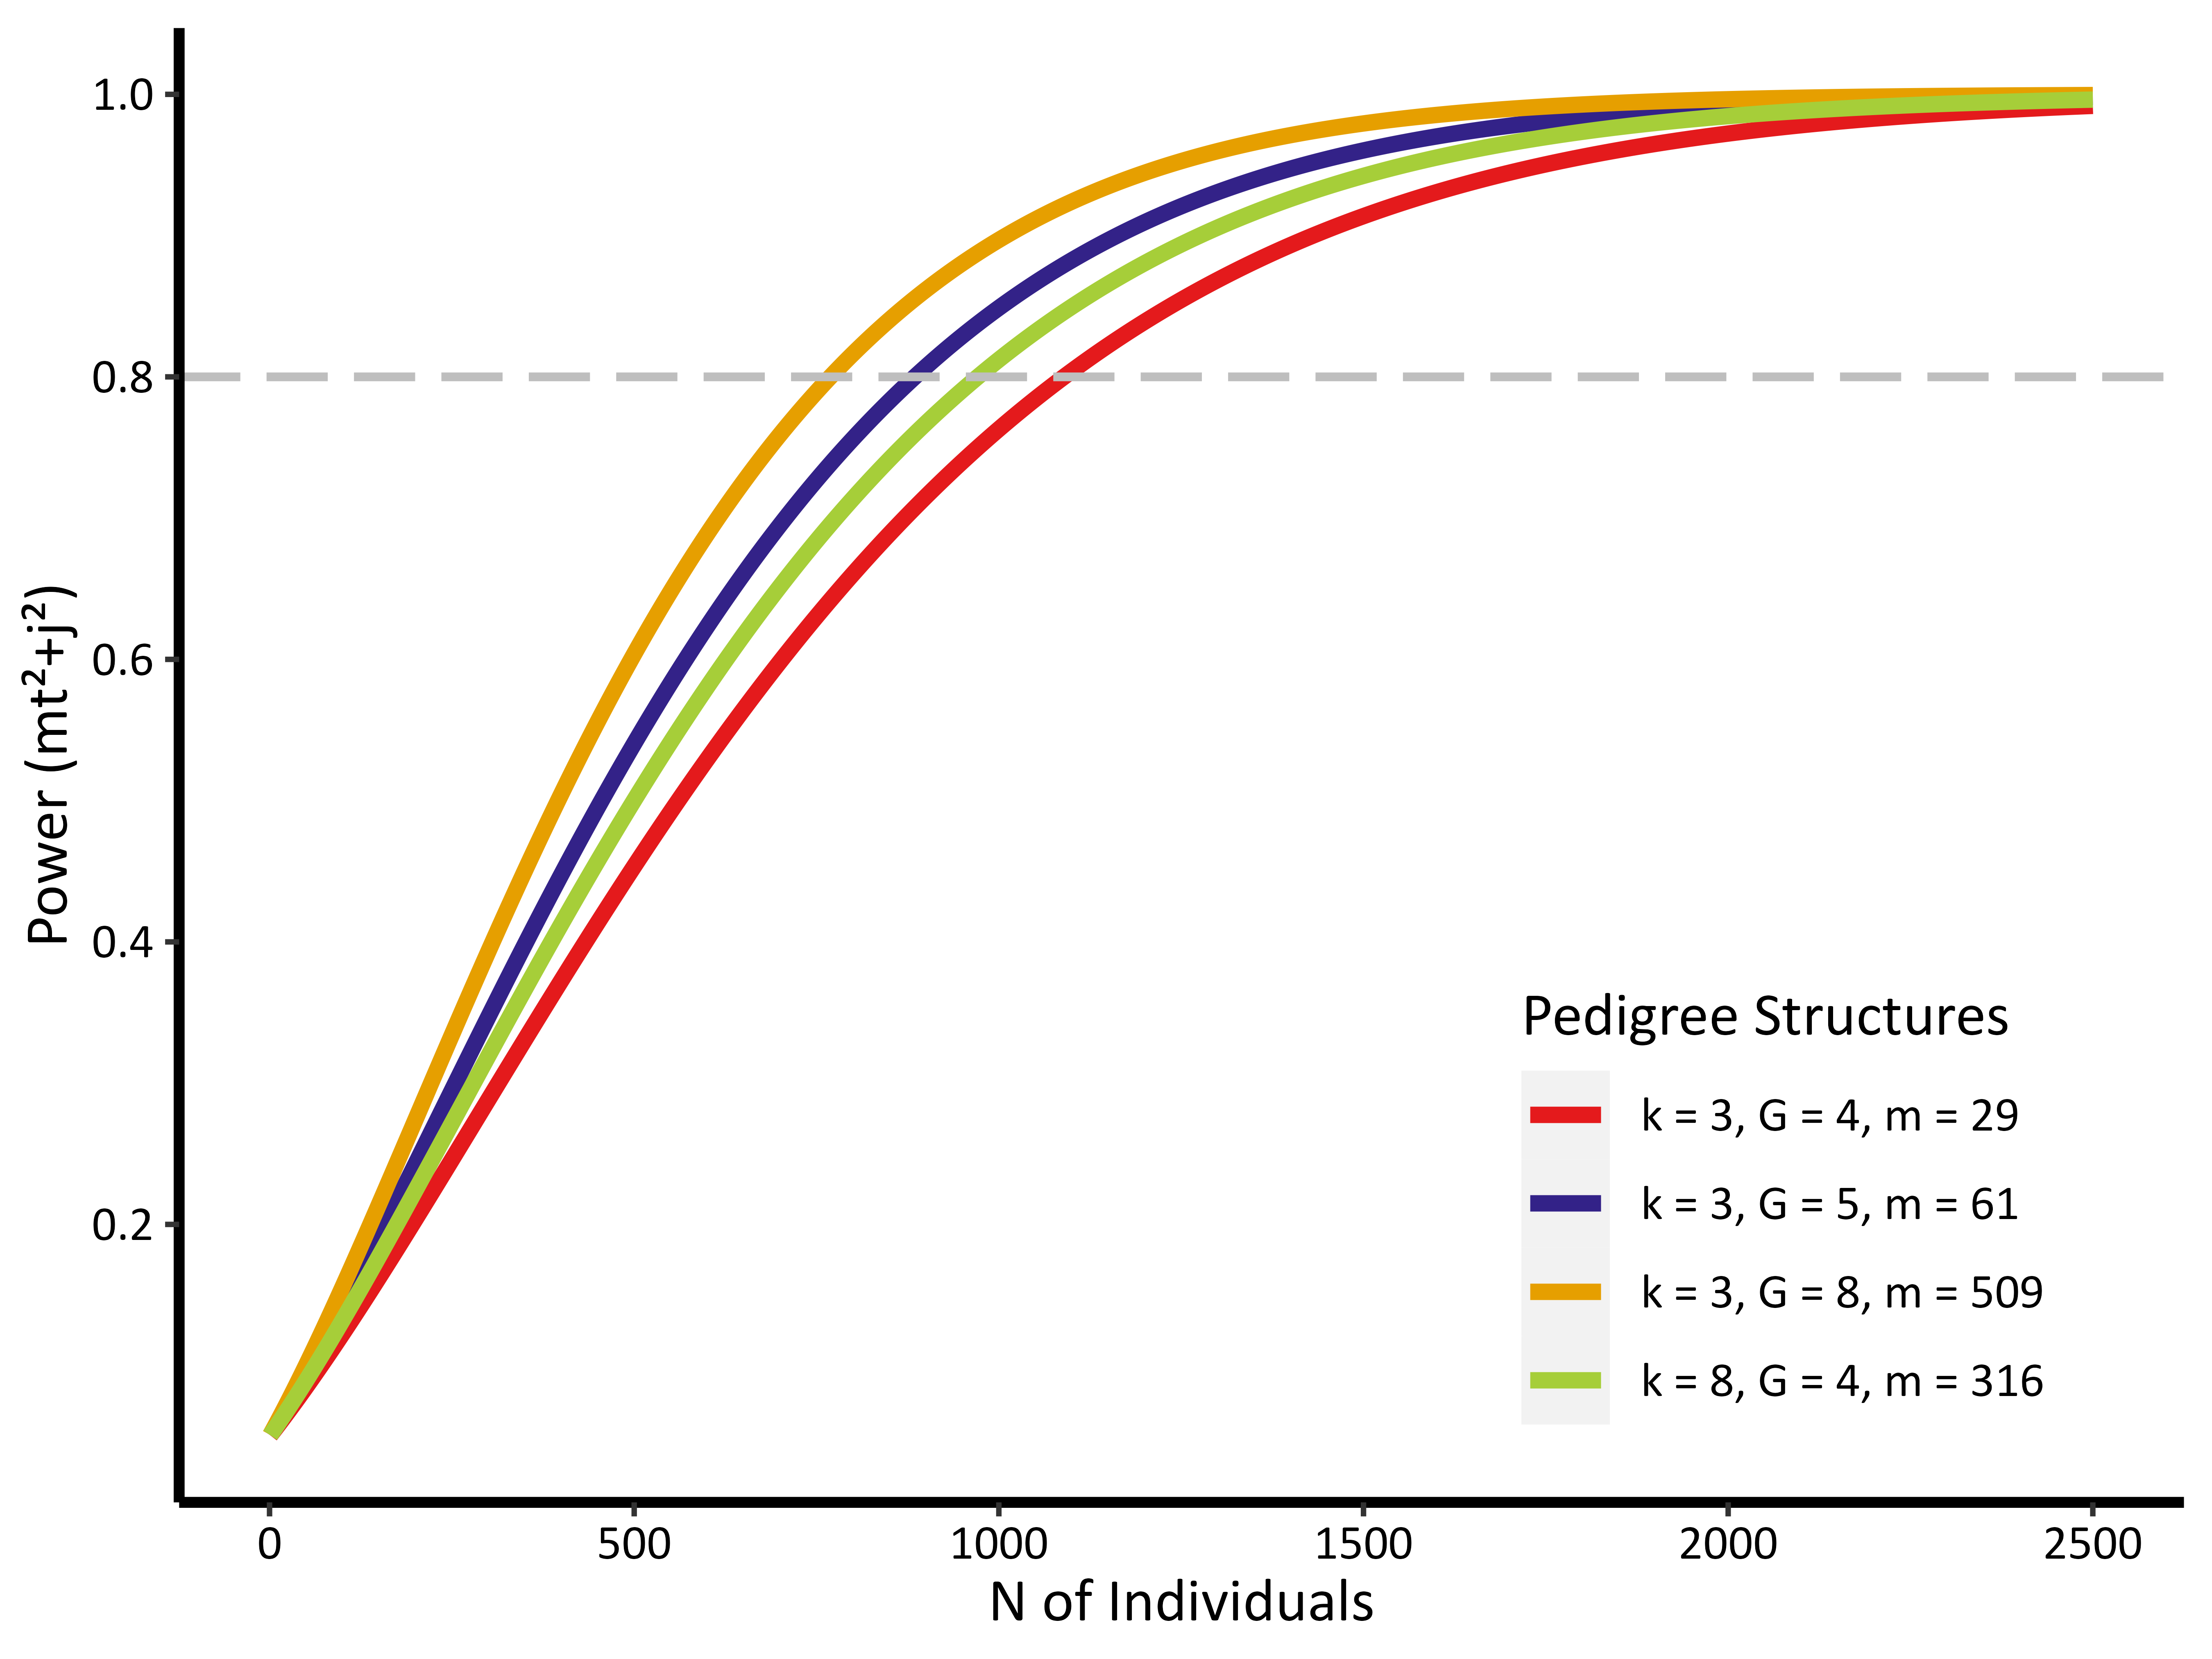 1.0
0.8
0.6
0.4
0.2
Power (mt²+j²)
0 500 1000 1500 2000 2500
N of Individuals
Pedigree Structures
k = 3, G = 4, m = 29
k = 3, G = 5, m = 61
k = 3, G = 8, m = 509
k = 8, G = 4, m = 316